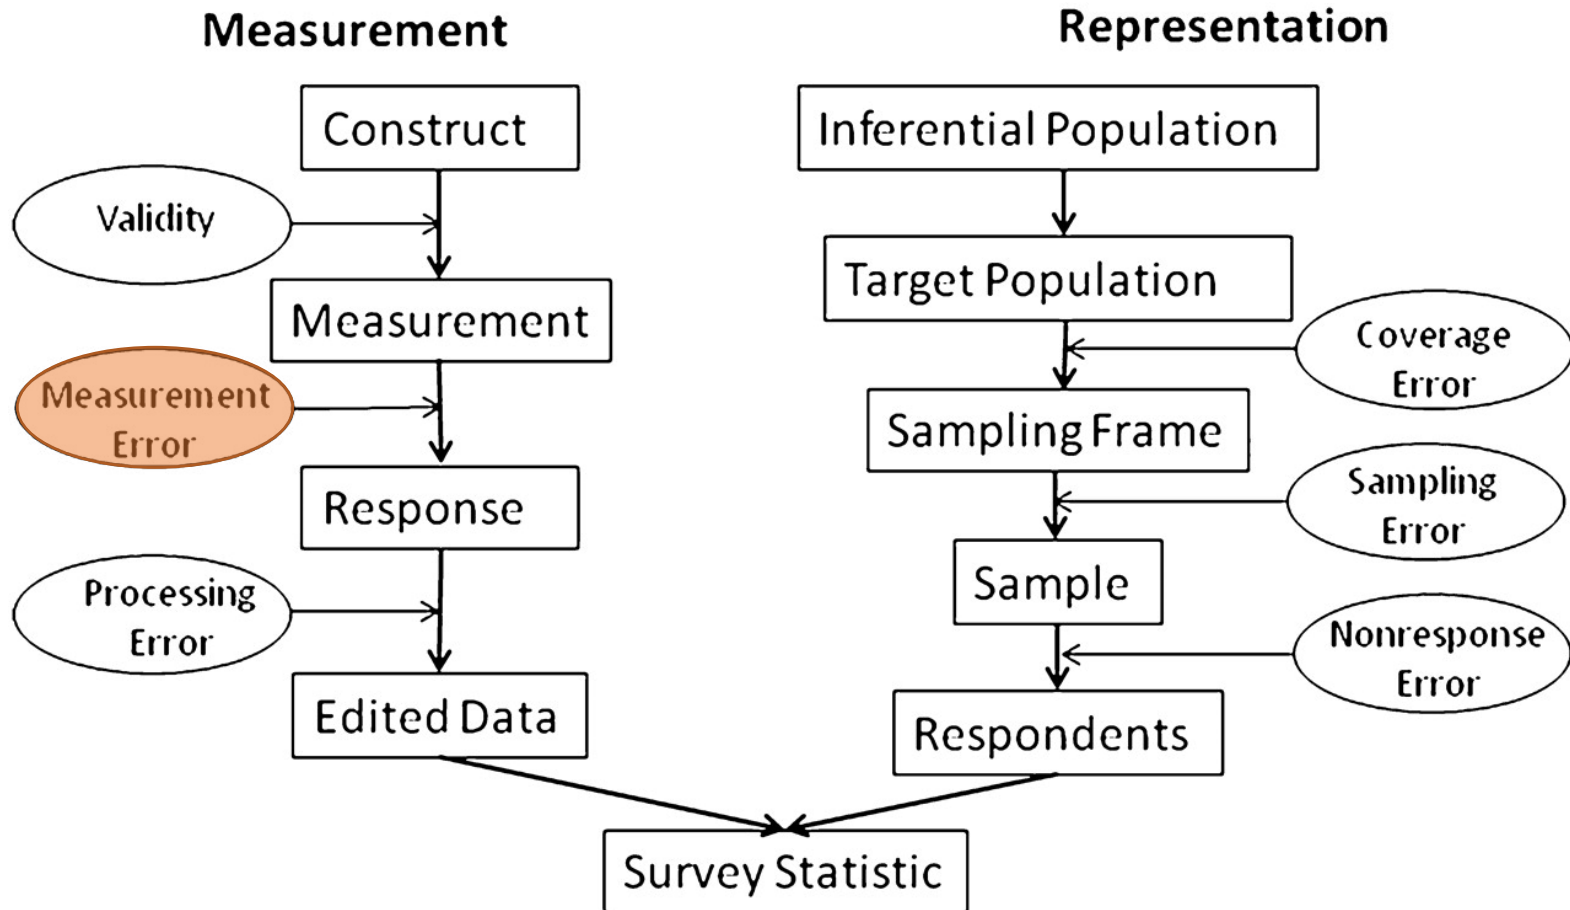 Measurement
Representation
Construct
Inferential Population
Validity
Target Population
Measurement
Coverage
Error
Measurement
Error
Sampling Frame
Response
Sampling
Error
Processing
Error
Sample
Nonresponse
Error
Edited Data
Respondents
Survey Statistic